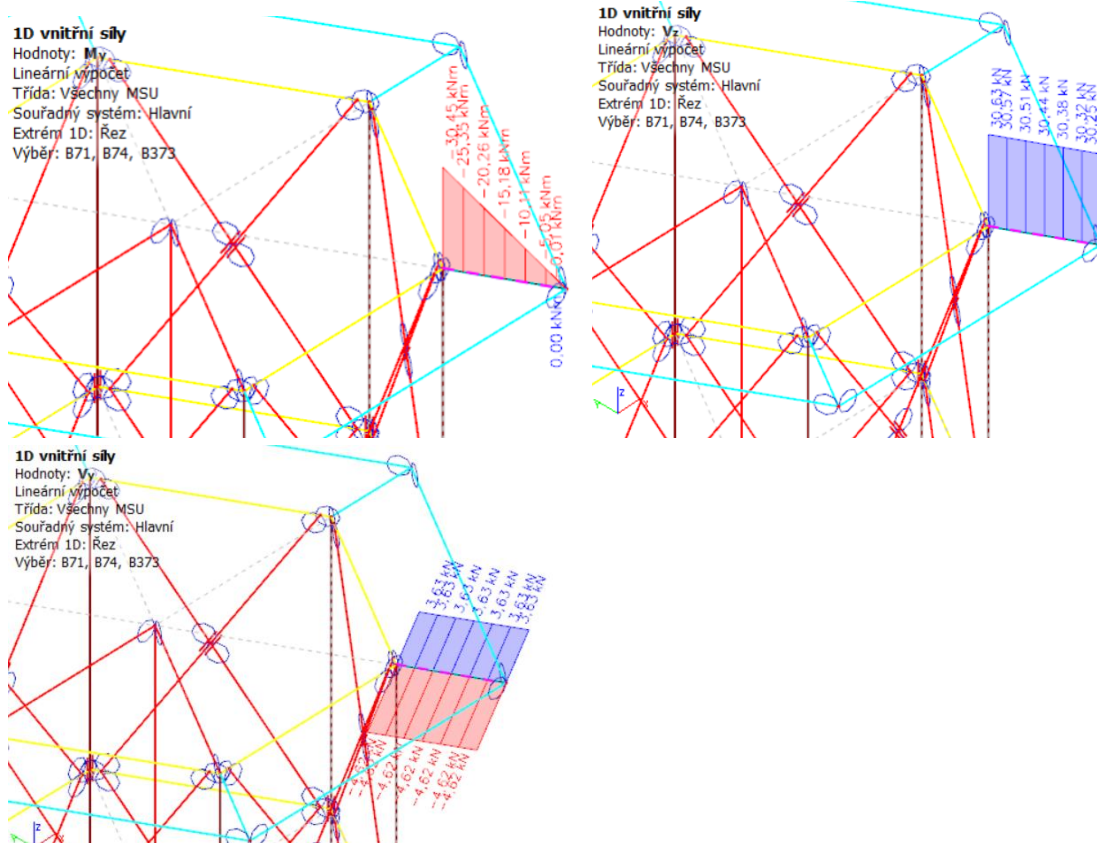 1D vnitřní síly
Hodnoty: My
Lineární výpočet
Třída: Všechny MSU
Souřadný systém: Hlavní
Extrém 1D: Řez
Výběr: B71, B74, B373
-30,45 kNm
-25,35 kNm
-20,26 kNm
-15,18 kNm
-10,11 kNm
-5,05 kNm
0,01 kNm
0,00 kN
1D vnitřní síly
Hodnoty: Vz
Lineární výpočet
Třída: Všechny MSU
Souřadný systém: Hlavní
Extrém 1D: Řez
Výběr: B71, B74, B373
30,63 kN
30,57 kN
30,51 kN
30,44 kN
30,38 kN
30,32 kN
30,25 kN
z
1D vnitřní síly
Hodnoty: Vy
Lineární výpočet
Třída: Všechny MSU
Souřadný systém: Hlavní
Extrém 1D: Řez
Výběr: B71, B74, B373
3,63 kN
3,63 kN
3,63 kN
3,63 kN
3,63 kN
3,63 kN
3,63 kN
-4,62 kN
-4,62 kN
-4,62 kN
-4,62 kN
-4,62 kN
-4,62 kN
z